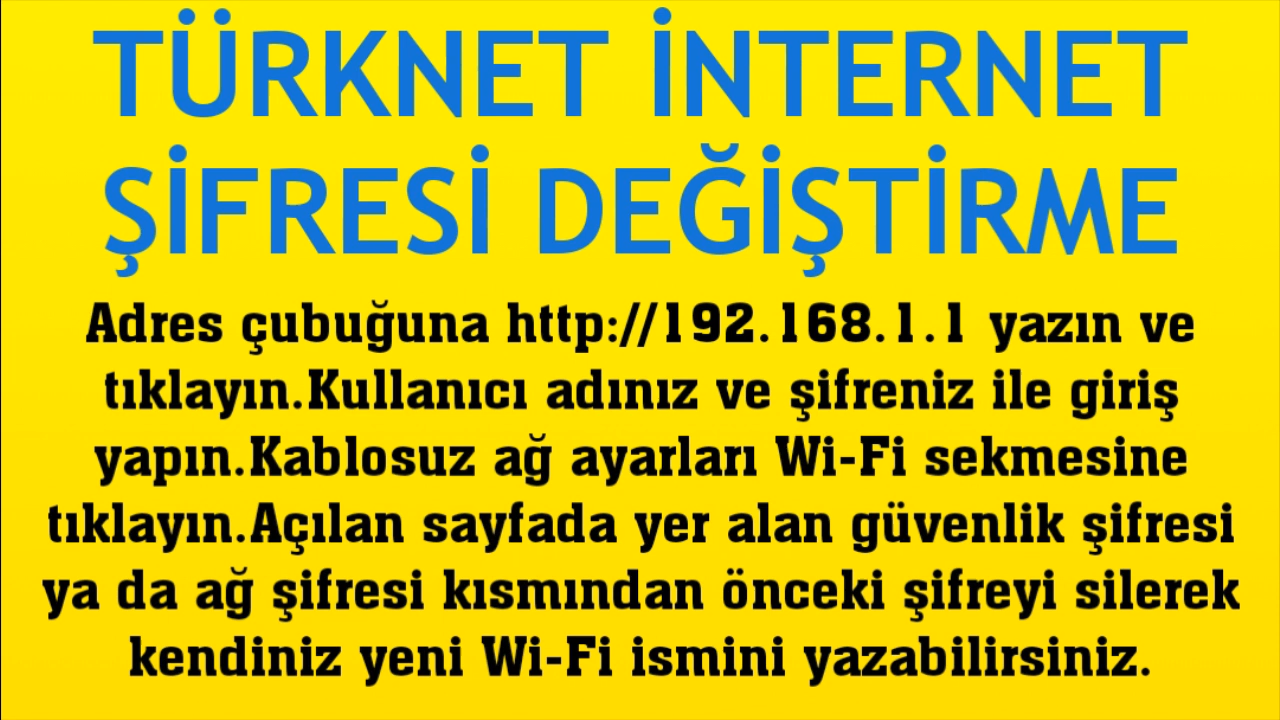 TÜRKNET İNTERNET
ŞİFRESİ DEĞİŞTİRME
Adres çubuğuna http://192.168.1.1 yazın ve
tıklayın.Kullanıcı adınız ve şifreniz ile giriş
yapın.Kablosuz ağ ayarları Wi-Fi sekmesine
tıklayın.Açılan sayfada yer alan güvenlik şifresi
ya da ağ şifresi kısmından önceki şifreyi silerek
kendiniz yeni Wi-Fi ismini yazabilirsiniz.